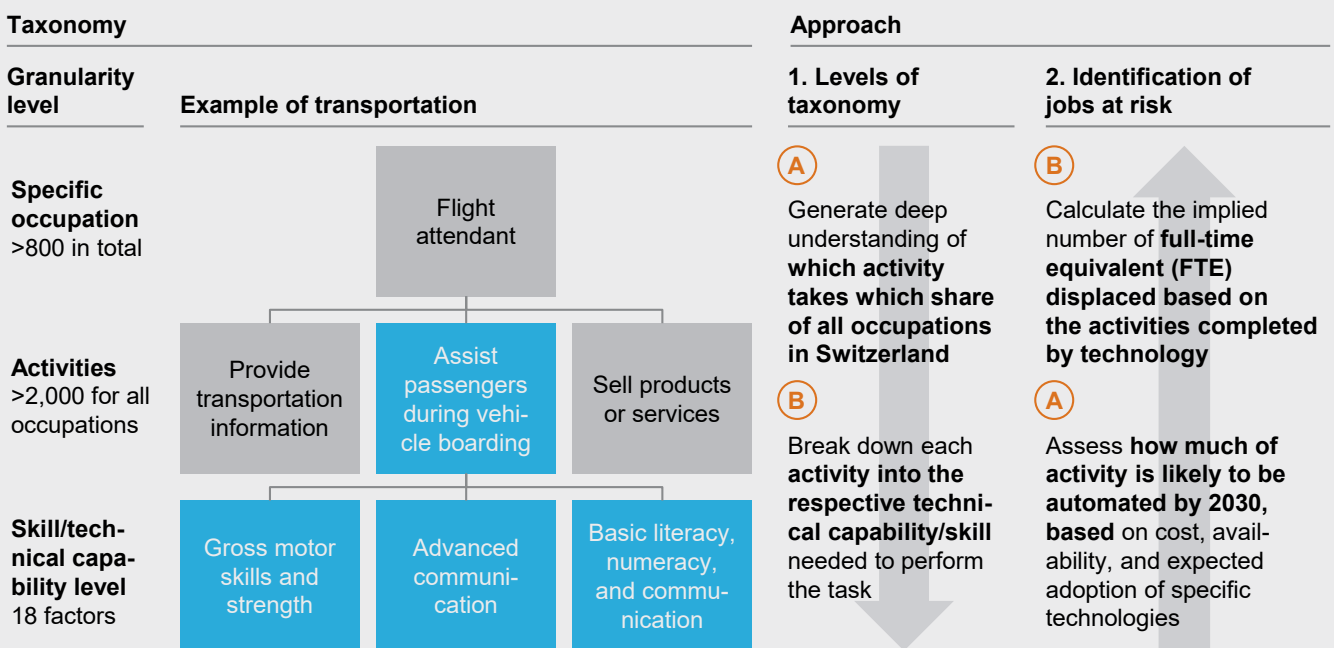 Taxonomy
Approach
Granularity
level
Example of transportation
1. Levels of
taxonomy
2. Identification of
jobs at risk
Specific
occupation
>800 in total
Flight
attendant
A
Generate deep
understanding of
which activity
takes which share
of all occupations
in Switzerland
B
Calculate the implied
number of full-time
equivalent (FTE)
displaced based on
the activities completed
by technology
Activities
>2,000 for all
occupations
Provide
transportation
information
Assist
passengers
during vehi-
cle boarding
Sell products
or services
B
Break down each
activity into the
respective techni-
cal capability/skill
needed to perform
the task
A
Assess how much of
activity is likely to be
automated by 2030,
based on cost, avail-
ability, and expected
adoption of specific
technologies
Skill/tech-
nical capa-
bility level
18 factors
Gross motor
skills and
strength
Advanced
communi-
cation
Basic literacy,
numeracy,
and commu-
nication